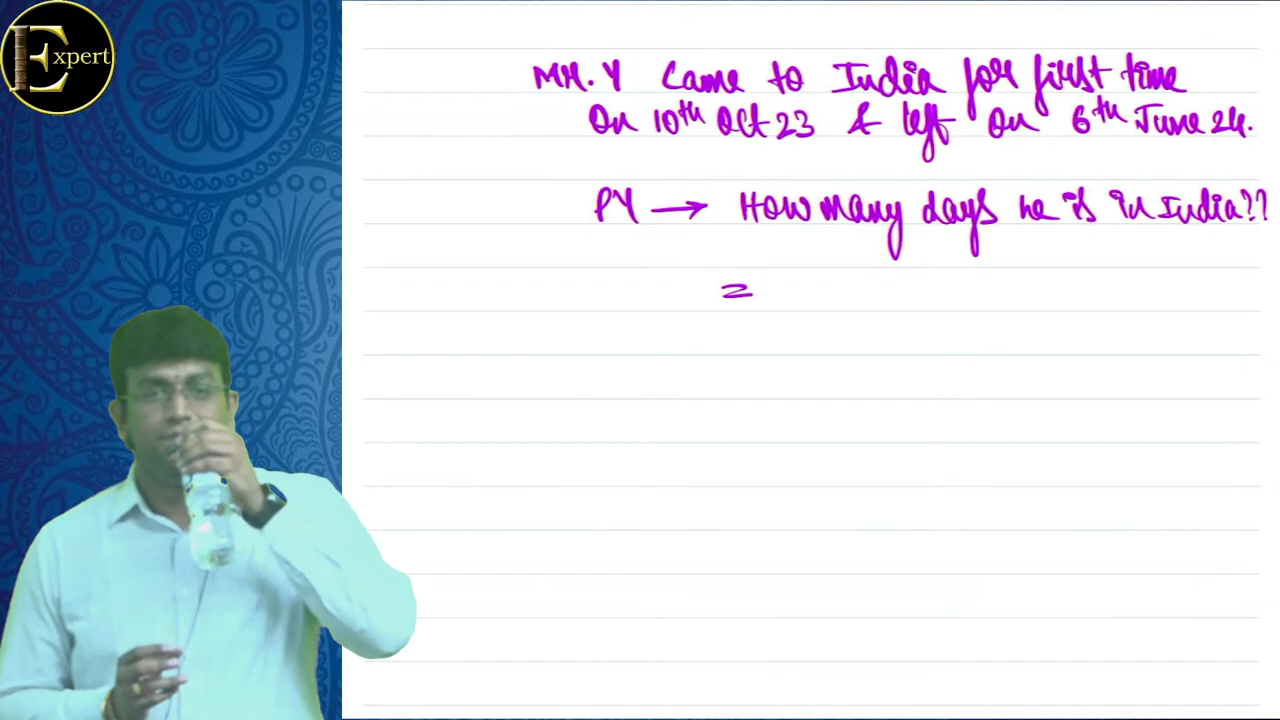 Expert
MR. Y Came to India for first time
On 10th Oct 23 & left on 6th June 24.
PY → How many days he is in India??
=